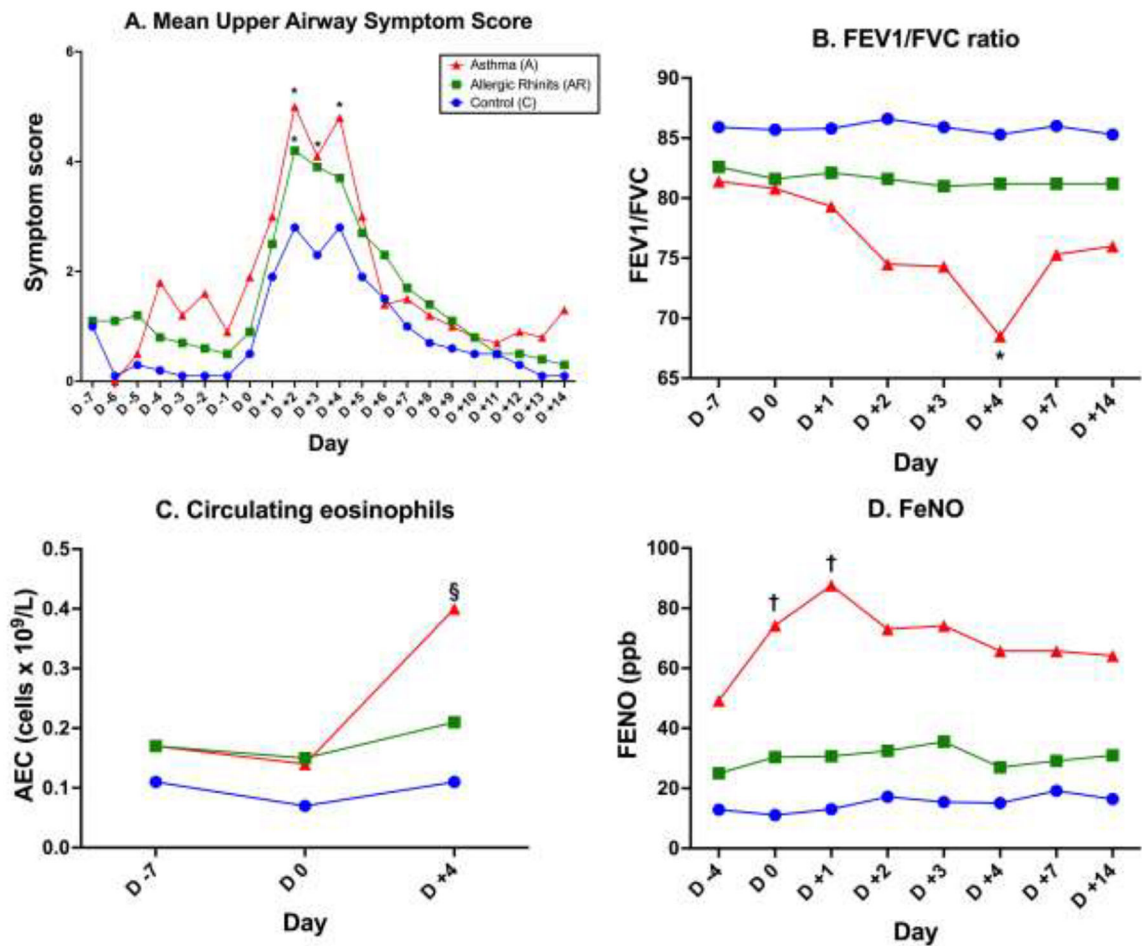 A. Mean Upper Airway Symptom Score
6
4
2
0
Symptom score
Asthma (A)
Allergic Rhinits (AR)
Control (C)
*
*
*
*
D -7
D -6
D -5
D -4
D -3
D -2
D -1
D 0
D +1
D +2
D +3
D +4
D +5
D +6
D +7
D +8
D +9
D +10
D +11
D +12
D +13
D +14
Day
B. FEV1/FVC ratio
90
85
80
75
70
65
FEV1/FVC
*
D -7
D 0
D +1
D +2
D +3
D +4
D +7
D +14
Day
C. Circulating eosinophils
0.5
0.4
0.3
0.2
0.1
0.0
AEC (cells x 10⁹/L)
§
D -7
D 0
D +4
Day
D. FeNO
100
80
60
40
20
0
FENO (ppb
†
†
D -4
D 0
D +1
D +2
D +3
D +4
D +7
D +14
Day